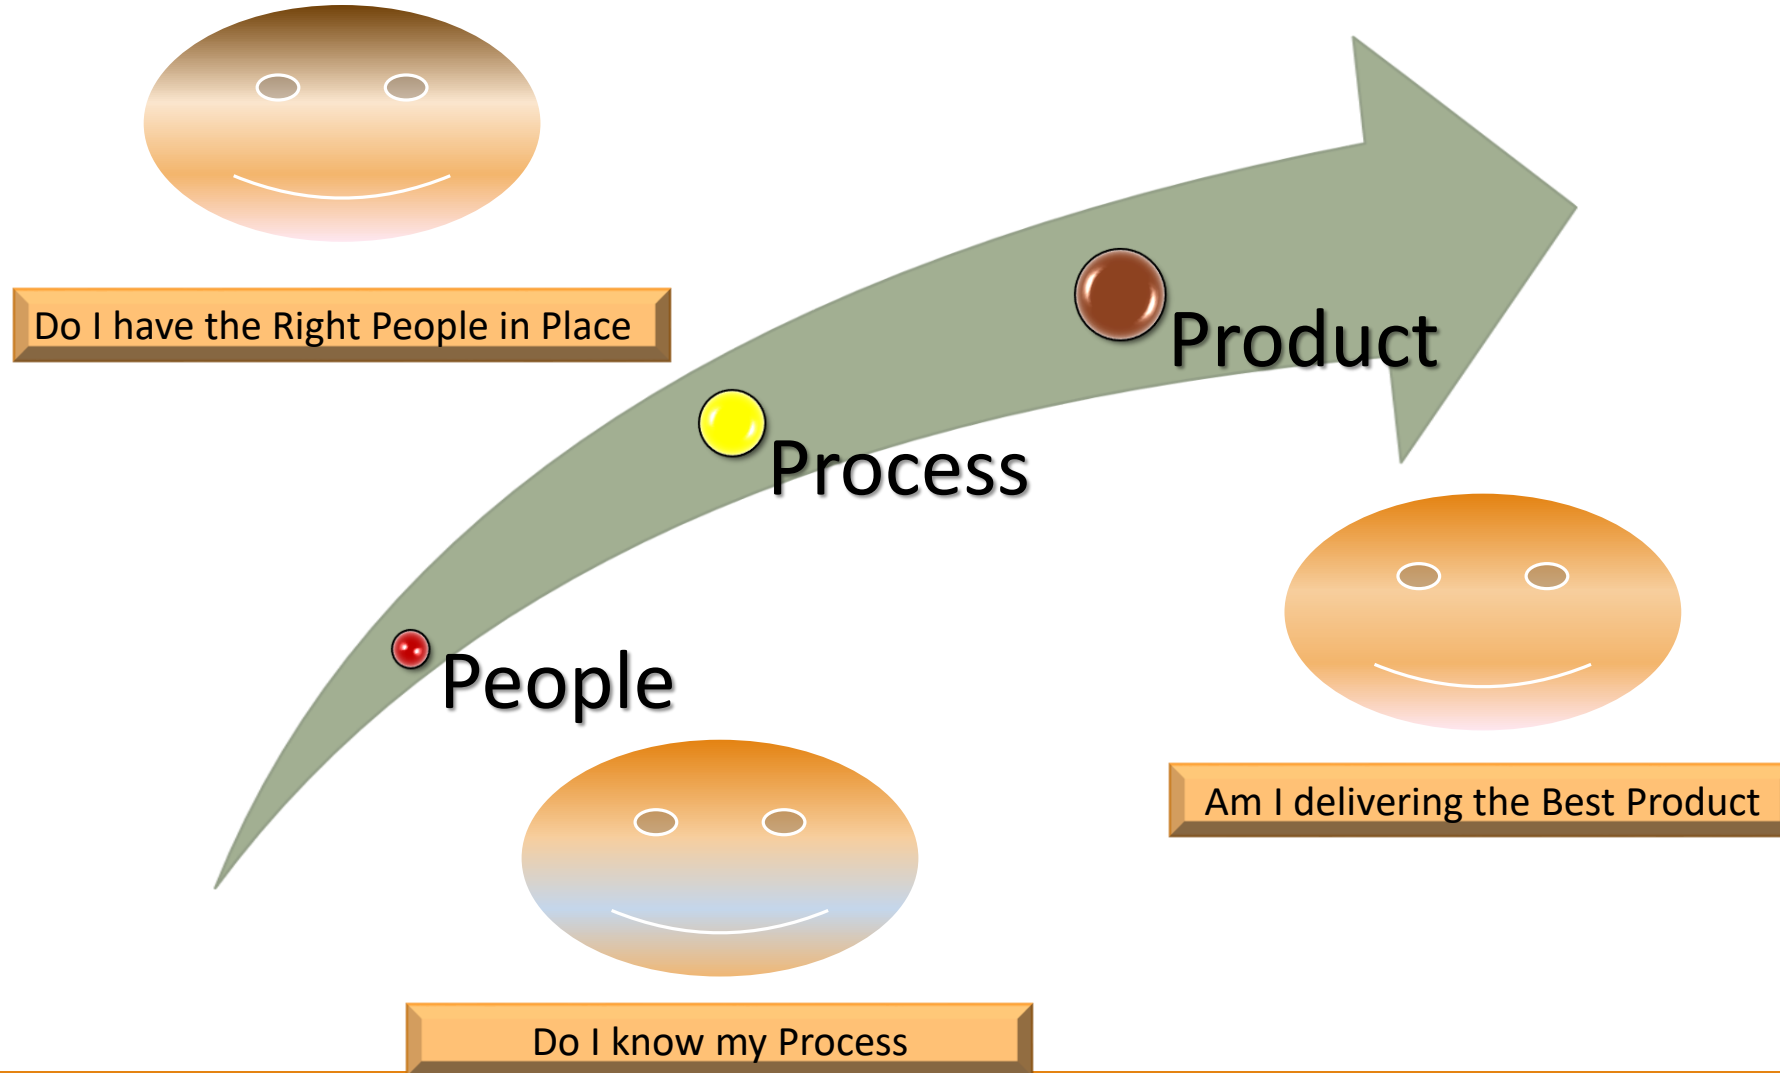 Do I have the Right People in Place
Product
Process
People
Am I delivering the Best Product
Do I know my Process